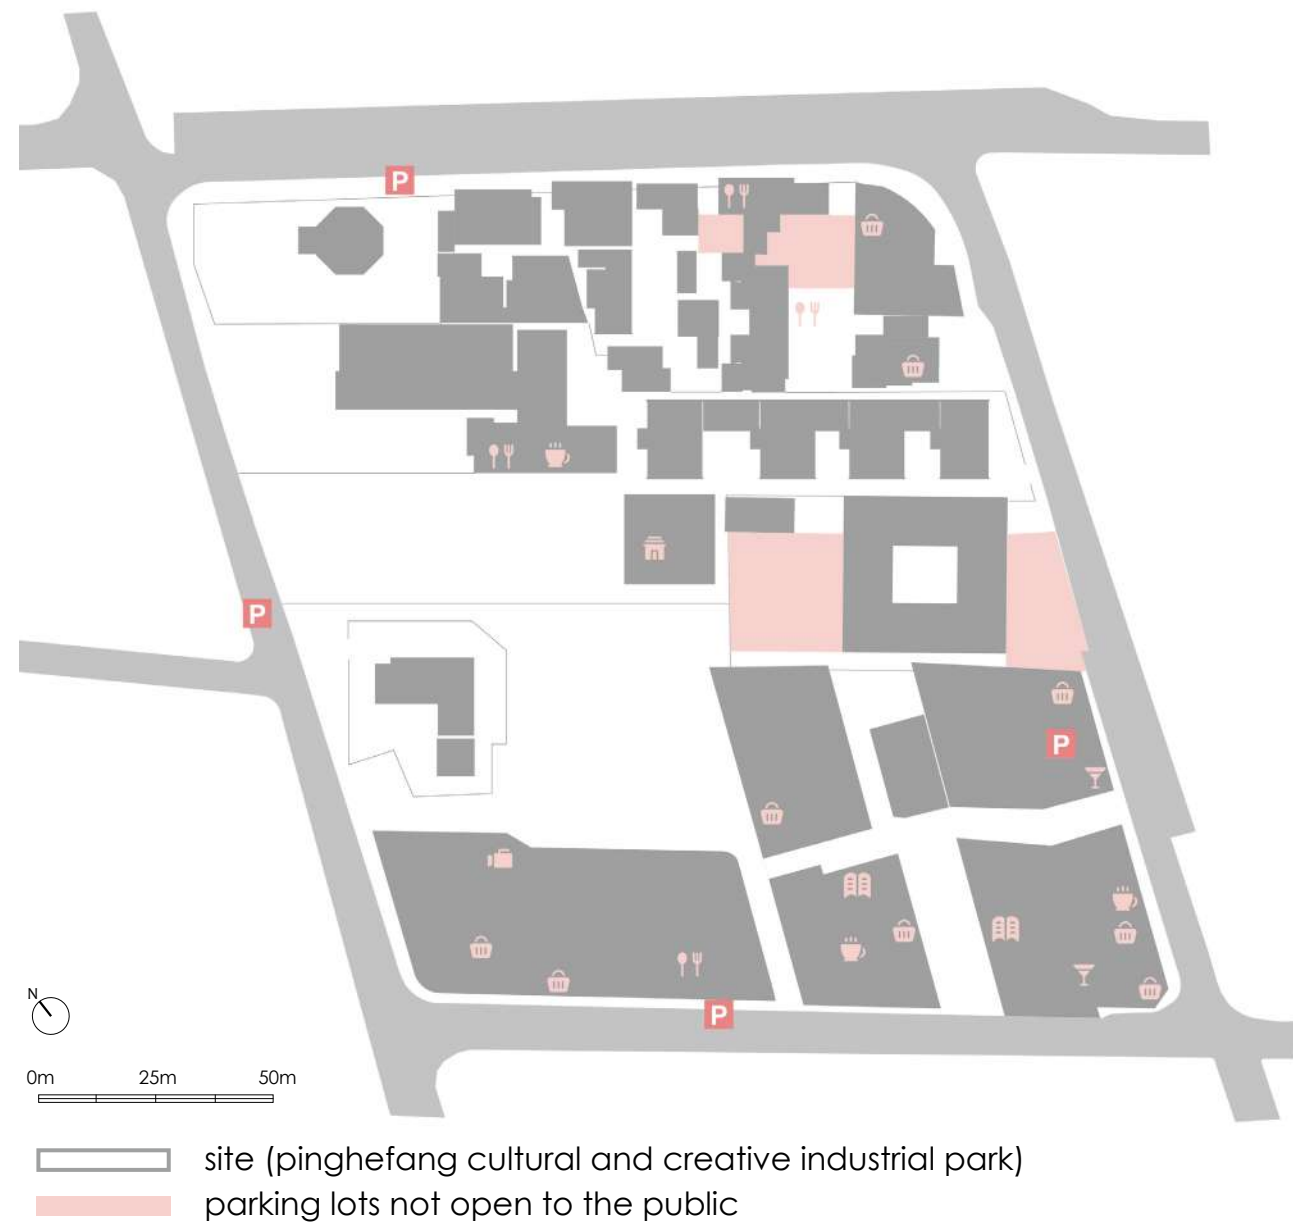 P
P
P
P
N
0m 25m 50m
site (pinghefang cultural and creative industrial park)
parking lots not open to the public